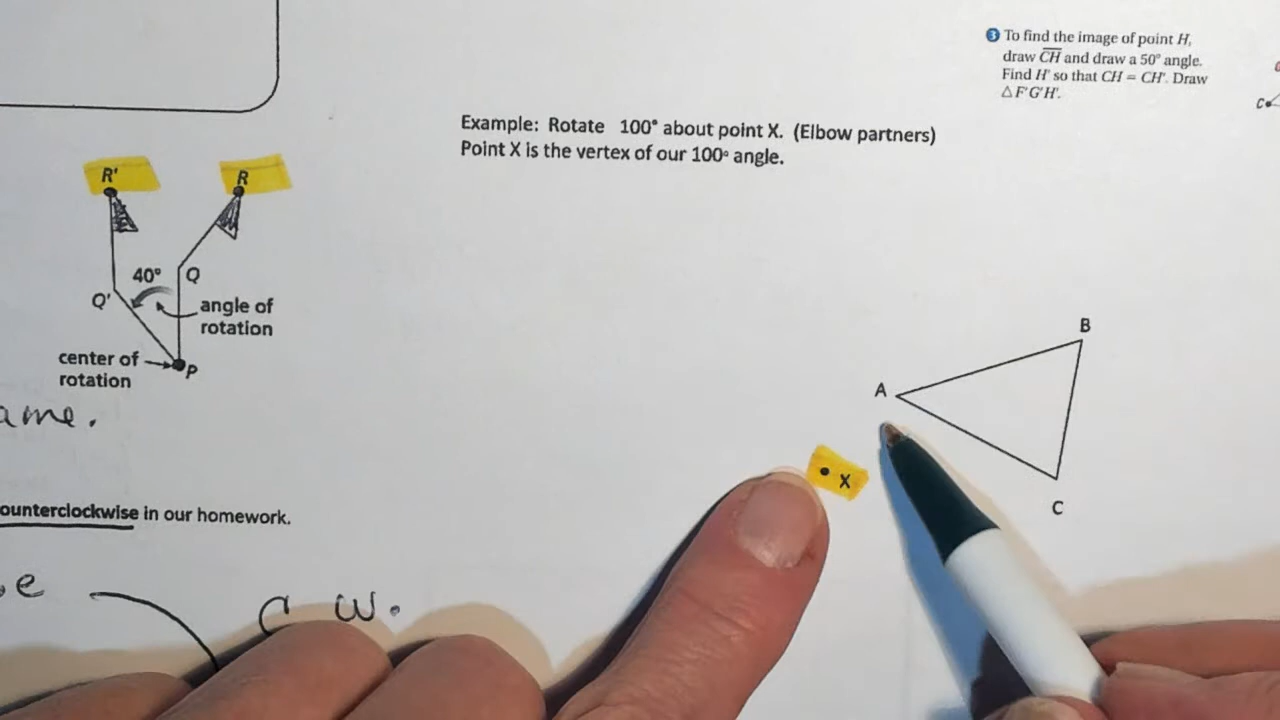 3 To find the image of point H,
draw CH and draw a 50° angle.
Find H' so that CH = CH'. Draw
△F'G'H'.
C
Example: Rotate 100° about point X. (Elbow partners)
Point X is the vertex of our 100° angle.
R' R
40° Q
Q' angle of
rotation
center of P
rotation
B
A
X
C
ame.
ounterclockwise in our homework.
e
C W.